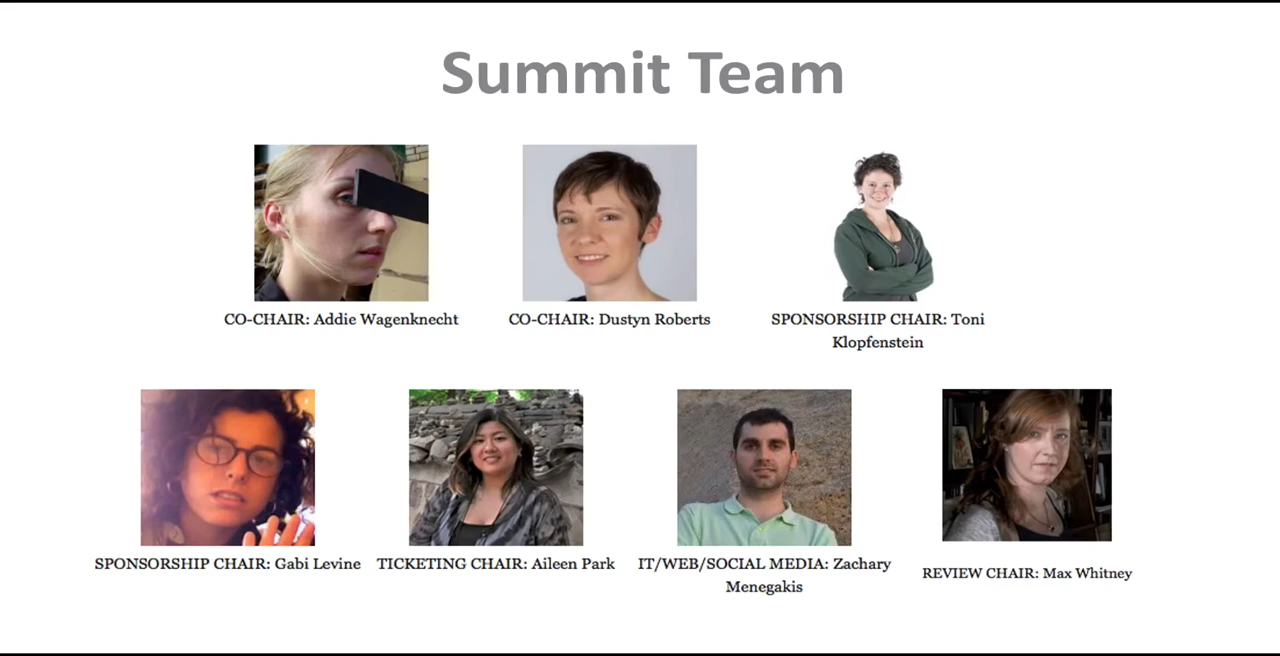 Summit Team
CO-CHAIR: Addie Wagenknecht
CO-CHAIR: Dustyn Roberts
SPONSORSHIP CHAIR: Toni
Klopfenstein
SPONSORSHIP CHAIR: Gabi Levine
TICKETING CHAIR: Aileen Park
IT/WEB/SOCIAL MEDIA: Zachary
Menegakis
REVIEW CHAIR: Max Whitney